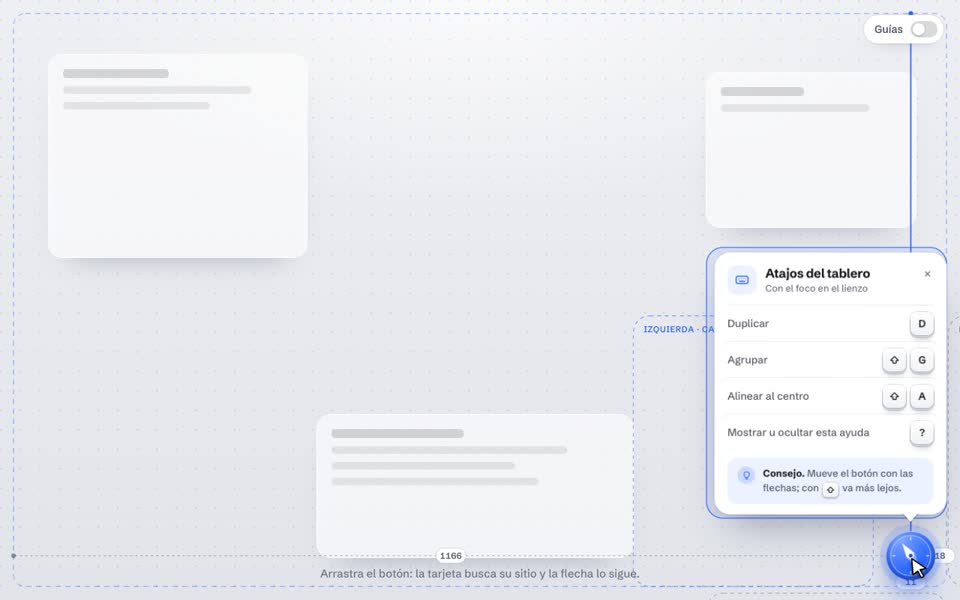 Guías
Atajos del tablero
Con el foco en el lienzo
×
IZQUIERDA ·
Duplicar
D
Agrupar
G
Alinear al centro
A
Mostrar u ocultar esta ayuda
?
Consejo. Mueve el botón con las
flechas; con va más lejos.
1166
18
Arrastra el botón: la tarjeta busca su sitio y la flecha lo sigue.